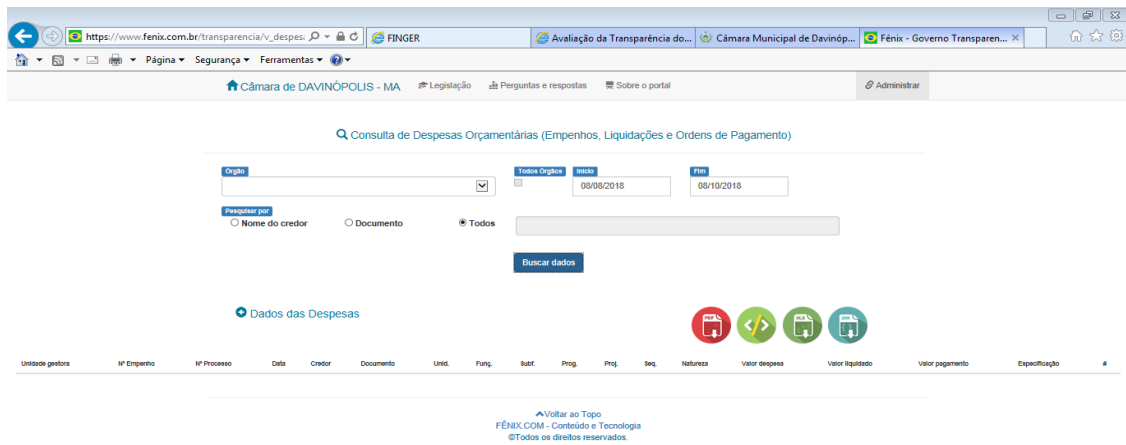 https://www.fenix.com.br/transparencia/v_despes
FINGER
Avaliação da Transparência do...
Câmara Municipal de Davinóp...
Fênix - Governo Transparen...
Página
Segurança
Ferramentas
Câmara de DAVINÓPOLIS - MA
Legislação
Perguntas e respostas
Sobre o portal
Administrar
Consulta de Despesas Orçamentárias (Empenhos, Liquidações e Ordens de Pagamento)
Orgão
Todos Orgãos
Início
Fim
08/08/2018
08/10/2018
Pesquisar por
Nome do credor
Documento
Todos
Buscar dados
Dados das Despesas
PDF
XLS
Unidade gestora Nº Empenho Nº Processo Data Credor Documento Unid. Funç. Subf. Prog. Proj. Seq. Natureza Valor despesa Valor liquidado Valor pagamento Especificação #
Voltar ao Topo
FÊNIX.COM - Conteúdo e Tecnologia
©Todos os direitos reservados.